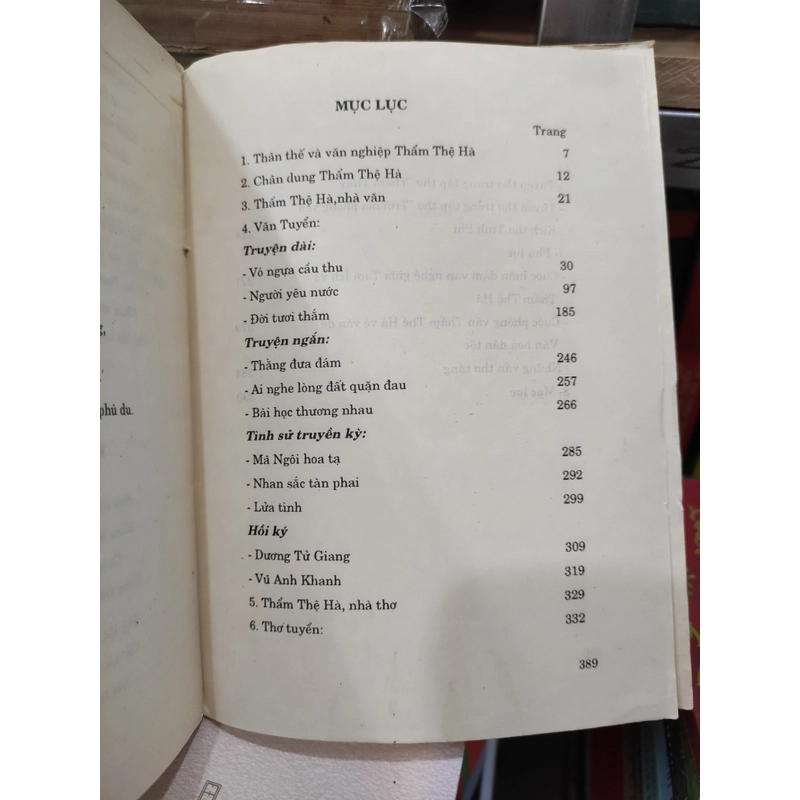 MỤC LỤC
Trang
1. Thân thế và văn nghiệp Thẩm Thệ Hà 7
2. Chân dung Thẩm Thệ Hà 12
3. Thẩm Thệ Hà,nhà văn 21
4. Văn Tuyển:
Truyện dài:
- Vó ngựa cầu thu 30
- Người yêu nước 97
- Đời tươi thắm 185
Truyện ngắn:
- Thằng đưa đám 246
- Ai nghe lòng đất quặn đau 257
- Bài học thương nhau 266
Tình sử truyền kỳ:
- Mã Ngôi hoa tạ 285
- Nhan sắc tàn phai 292
- Lửa tình 299
Hồi ký
- Dương Tử Giang 309
- Vũ Anh Khanh 319
5. Thẩm Thệ Hà, nhà thơ 329
6. Thơ tuyển: 332
389
phù du.